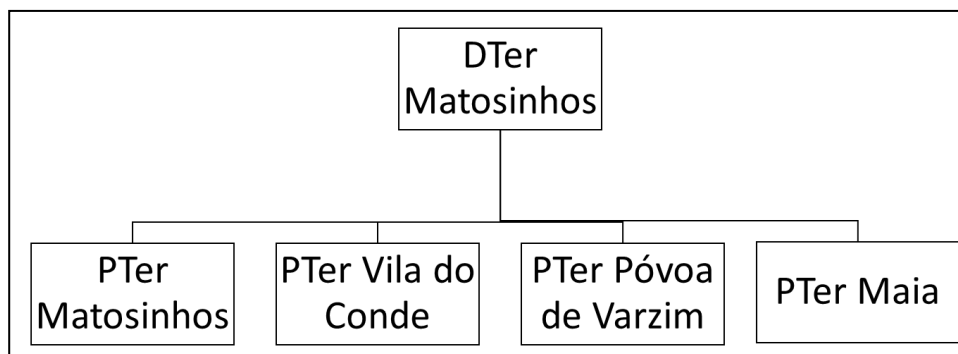 DTer
Matosinhos
PTer
Matosinhos
PTer Vila do
Conde
PTer Póvoa
de Varzim
PTer Maia